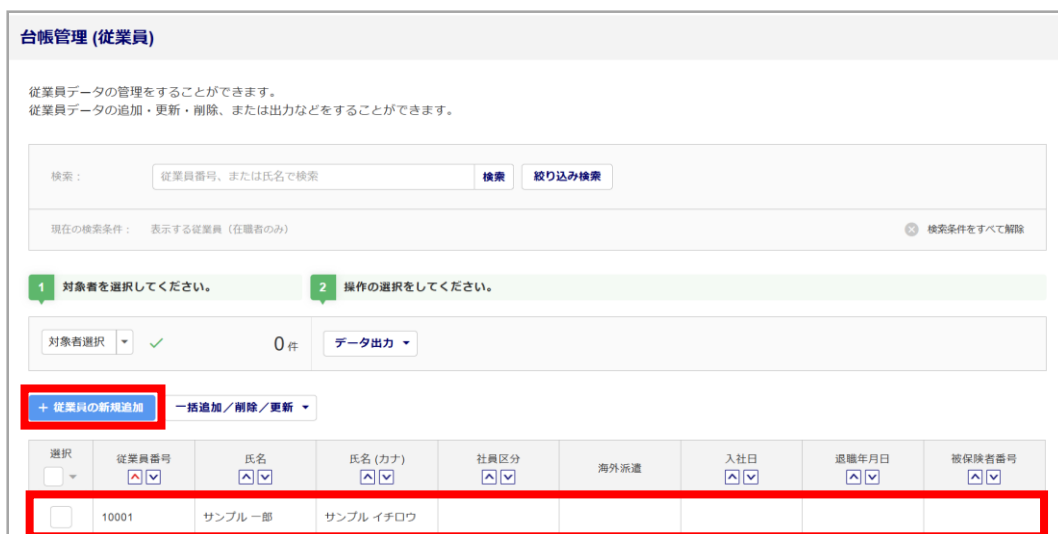 台帳管理 (従業員)
従業員データの管理をすることができます。
従業員データの追加・更新・削除、または出力などをすることができます。
検索： 従業員番号、または氏名で検索 検索 絞り込み検索
現在の検索条件： 表示する従業員（在職者のみ） 検索条件をすべて解除
1 対象者を選択してください。 2 操作の選択をしてください。
対象者選択 0 件 データ出力
+ 従業員の新規追加 一括追加／削除／更新
選択 従業員番号 氏名 氏名 (カナ) 社員区分 海外派遣 入社日 退職年月日 被保険者番号
10001 サンプル 一郎 サンプル イチロウ